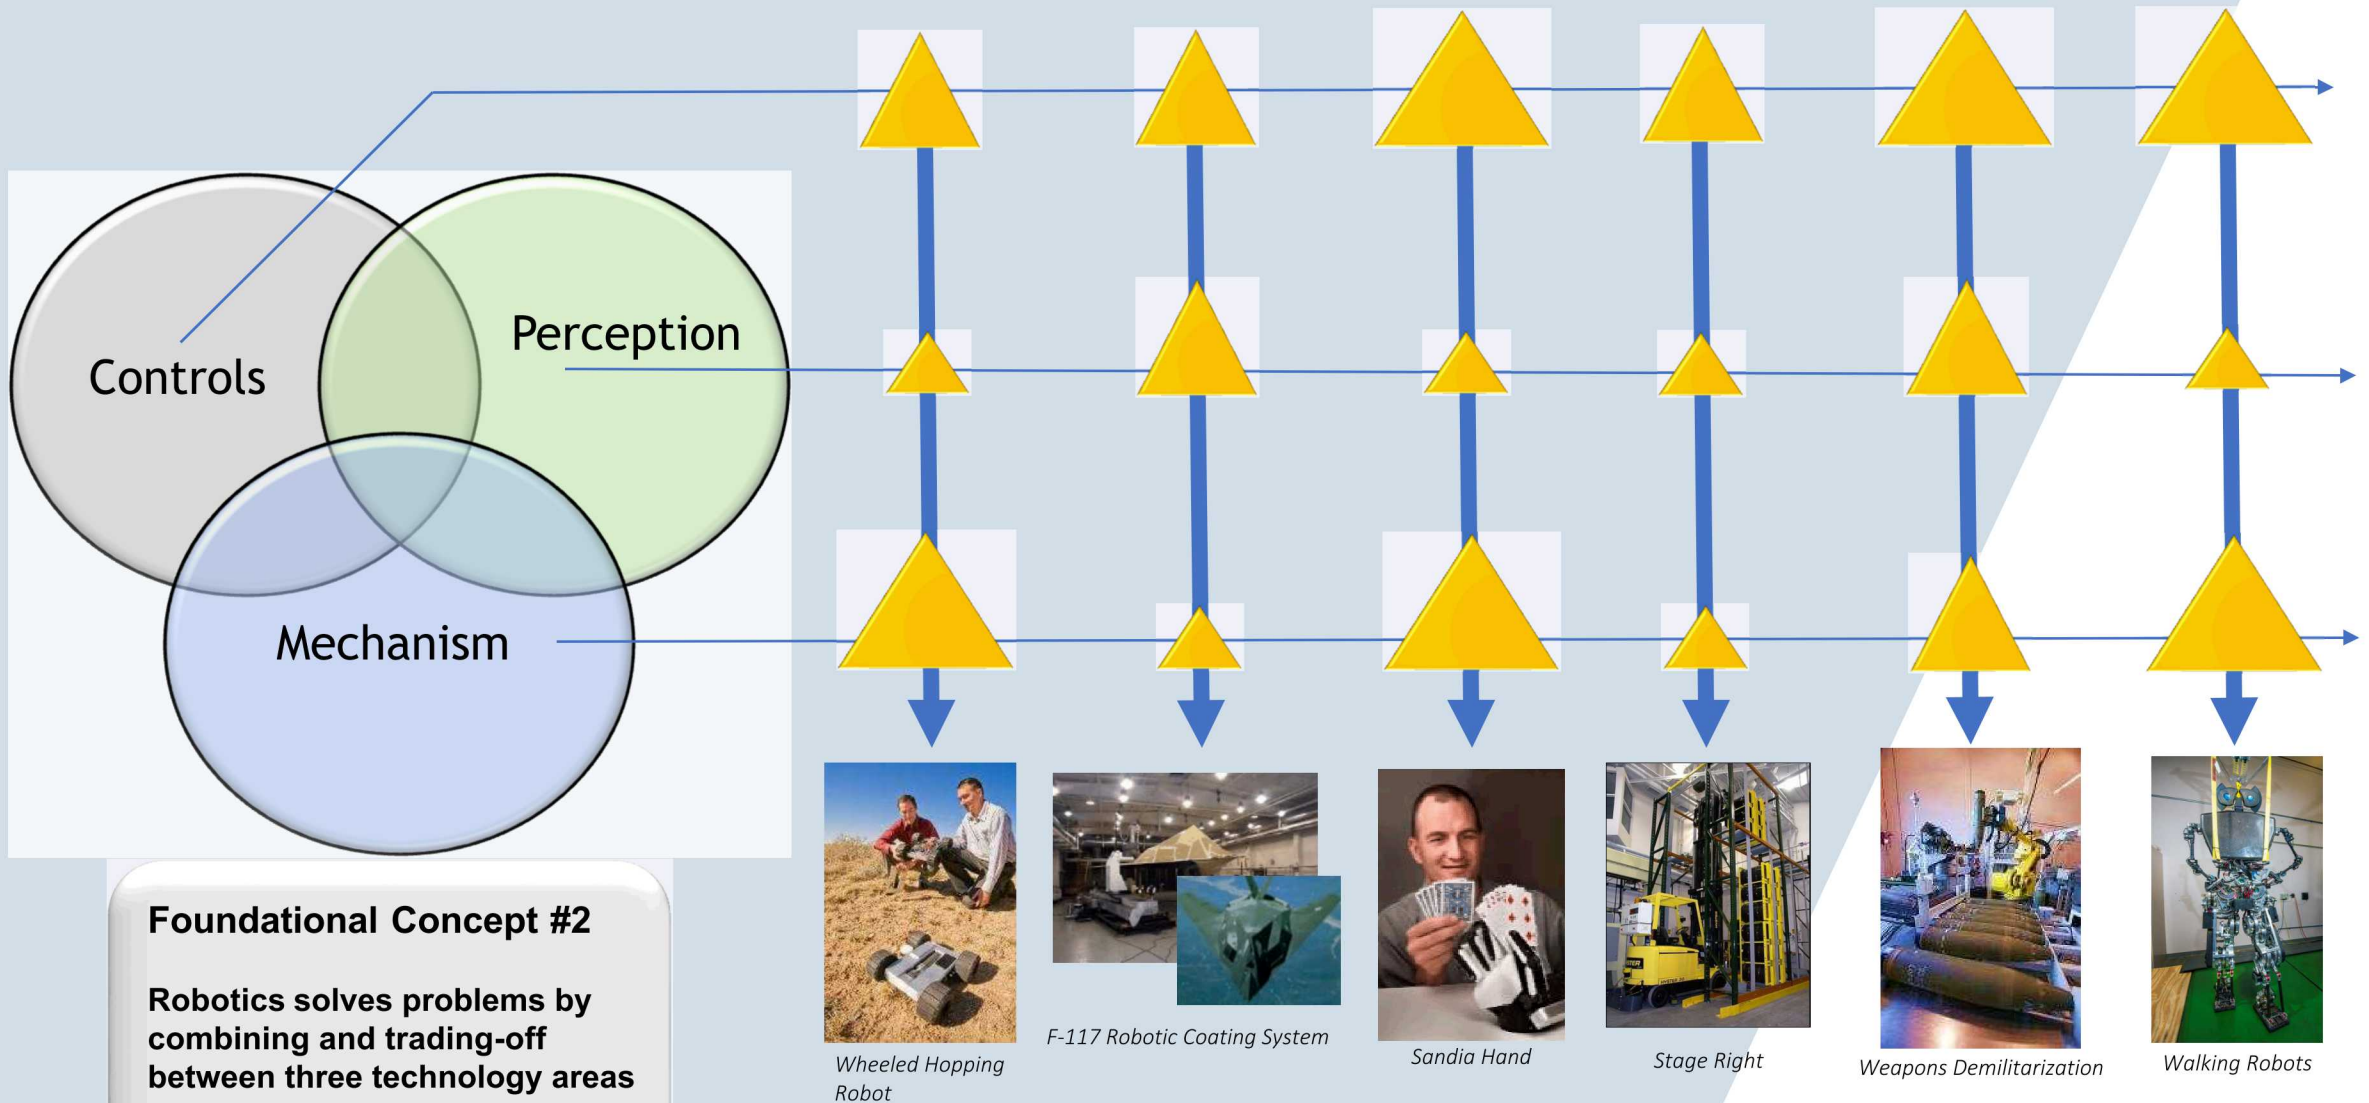 Controls
Perception
Mechanism
Foundational Concept #2
Robotics solves problems by
combining and trading-off
between three technology areas
Wheeled Hopping
Robot
F-117 Robotic Coating System
Sandia Hand
Stage Right
Weapons Demilitarization
Walking Robots